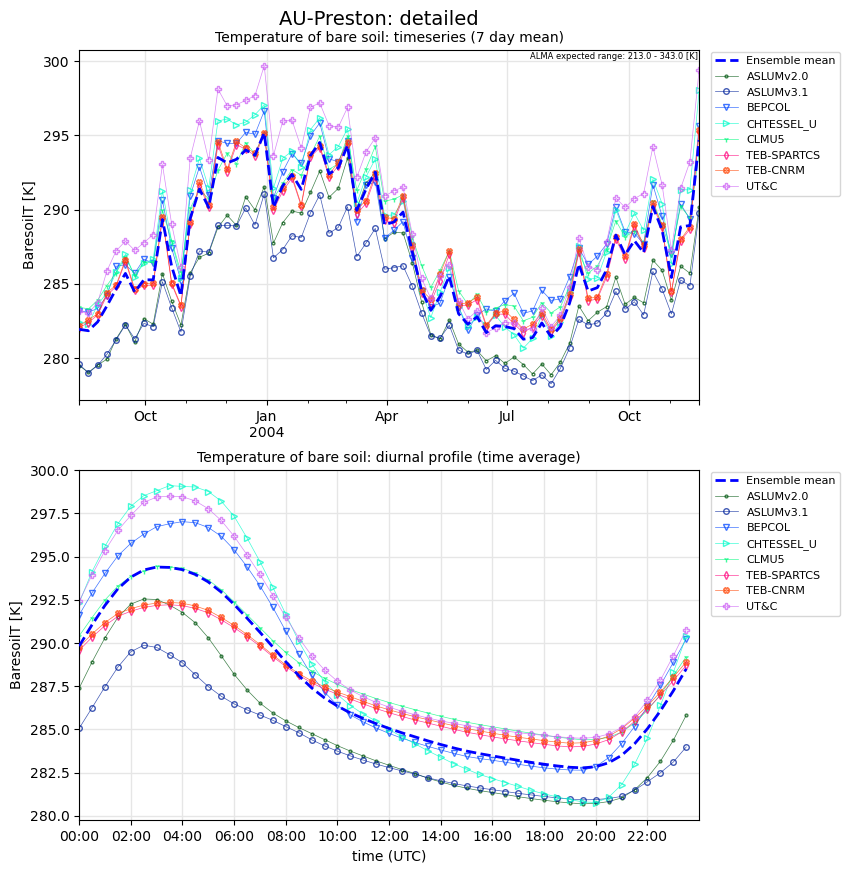 AU-Preston: detailed
Temperature of bare soil: timeseries (7 day mean)
ALMA expected range: 213.0 - 343.0 [K]
BaresoilT [K]
300
295
290
285
280
Oct
Jan
2004
Apr
Jul
Oct
Ensemble mean
ASLUMv2.0
ASLUMv3.1
BEPCOL
CHTESSEL_U
CLMU5
TEB-SPARTCS
TEB-CNRM
UT&C
Temperature of bare soil: diurnal profile (time average)
BaresoilT [K]
300.0
297.5
295.0
292.5
290.0
287.5
285.0
282.5
280.0
00:00
02:00
04:00
06:00
08:00
10:00
12:00
14:00
16:00
18:00
20:00
22:00
time (UTC)
Ensemble mean
ASLUMv2.0
ASLUMv3.1
BEPCOL
CHTESSEL_U
CLMU5
TEB-SPARTCS
TEB-CNRM
UT&C